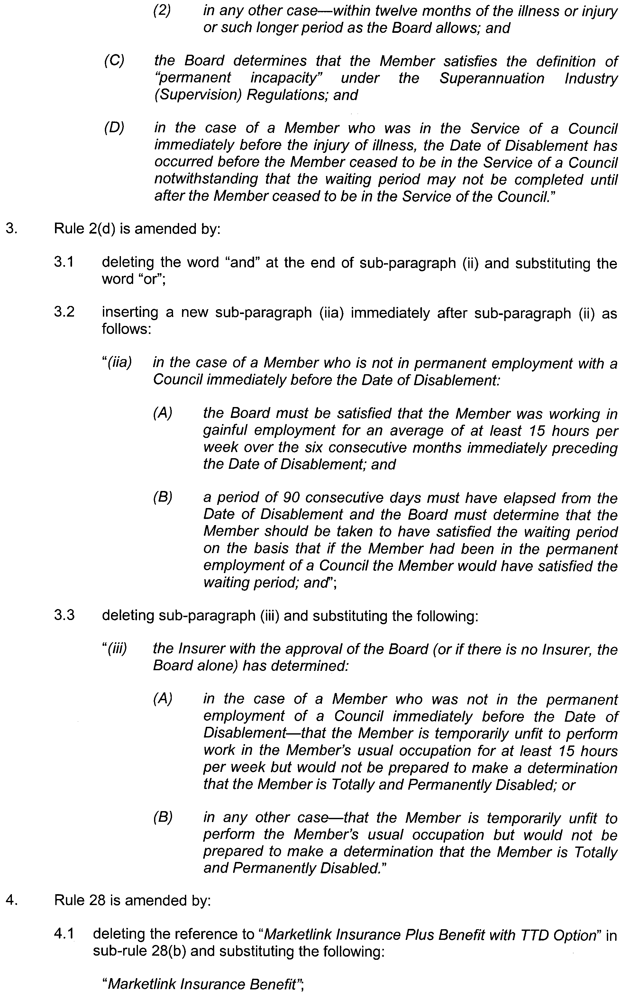 (2) in any other case—within twelve months of the illness or injury
or such longer period as the Board allows; and
(C) the Board determines that the Member satisfies the definition of
“permanent incapacity” under the Superannuation Industry
(Supervision) Regulations; and
(D) in the case of a Member who was in the Service of a Council
immediately before the injury of illness, the Date of Disablement has
occurred before the Member ceased to be in the Service of a Council
notwithstanding that the waiting period may not be completed until
after the Member ceased to be in the Service of the Council.”
3. Rule 2(d) is amended by:
3.1 deleting the word “and” at the end of sub-paragraph (ii) and substituting the
word “or”;
3.2 inserting a new sub-paragraph (iia) immediately after sub-paragraph (ii) as
follows:
“(iia) in the case of a Member who is not in permanent employment with a
Council immediately before the Date of Disablement:
(A) the Board must be satisfied that the Member was working in
gainful employment for an average of at least 15 hours per
week over the six consecutive months immediately preceding
the Date of Disablement; and
(B) a period of 90 consecutive days must have elapsed from the
Date of Disablement and the Board must determine that the
Member should be taken to have satisfied the waiting period
on the basis that if the Member had been in the permanent
employment of a Council the Member would have satisfied the
waiting period; and”;
3.3 deleting sub-paragraph (iii) and substituting the following:
“(iii) the Insurer with the approval of the Board (or if there is no Insurer, the
Board alone) has determined:
(A) in the case of a Member who was not in the permanent
employment of a Council immediately before the Date of
Disablement—that the Member is temporarily unfit to perform
work in the Member’s usual occupation for at least 15 hours
per week but would not be prepared to make a determination
that the Member is Totally and Permanently Disabled; or
(B) in any other case—that the Member is temporarily unfit to
perform the Member’s usual occupation but would not be
prepared to make a determination that the Member is Totally
and Permanently Disabled.”
4. Rule 28 is amended by:
4.1 deleting the reference to “Marketlink Insurance Plus Benefit with TTD Option” in
sub-rule 28(b) and substituting the following:
“Marketlink Insurance Benefit”;